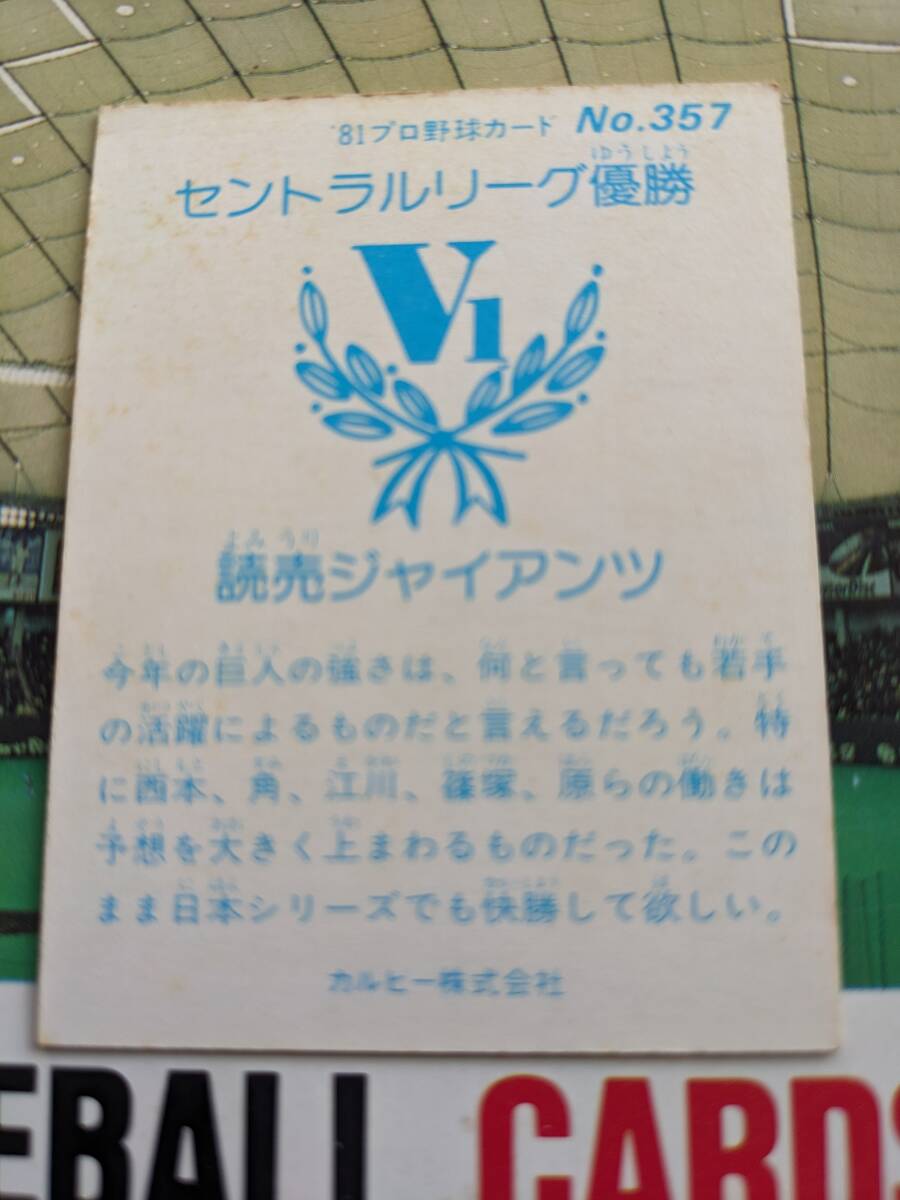 '81プロ野球カード No.357
ゆうしょう
セントラルリーグ優勝
V1
よみ うり
読売ジャイアンツ
今年の巨人の強さは、何と言っても若手
の活躍によるものだと言えるだろう。特
に西本、角、江川、篠塚、原らの働きは
予想を大きく上まわるものだった。この
まま日本シリーズでも快勝して欲しい。
カルビー株式会社
EBALL CARDS